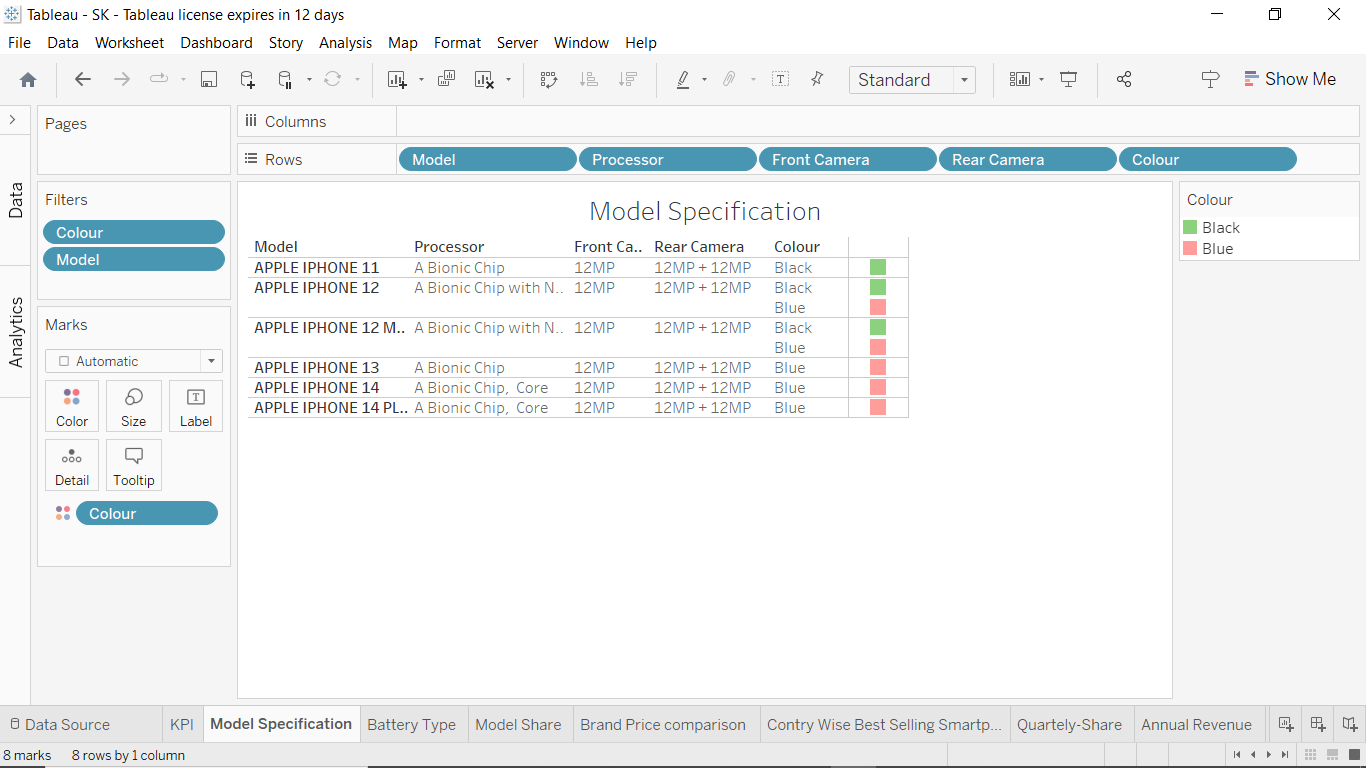 Tableau - SK - Tableau license expires in 12 days
File Data Worksheet Dashboard Story Analysis Map Format Server Window Help
Standard Show Me
Pages
Columns
Rows Model Processor Front Camera Rear Camera Colour
Data
Analytics
Filters
Colour
Model
Marks
Automatic
Color Size Label
Detail Tooltip
Colour
Model Specification
Model Processor Front Ca.. Rear Camera Colour
APPLE IPHONE 11 A Bionic Chip 12MP 12MP + 12MP Black
APPLE IPHONE 12 A Bionic Chip with N.. 12MP 12MP + 12MP Black
Blue
APPLE IPHONE 12 M.. A Bionic Chip with N.. 12MP 12MP + 12MP Black
Blue
APPLE IPHONE 13 A Bionic Chip 12MP 12MP + 12MP Blue
APPLE IPHONE 14 A Bionic Chip, Core 12MP 12MP + 12MP Blue
APPLE IPHONE 14 PL.. A Bionic Chip, Core 12MP 12MP + 12MP Blue
Colour
Black
Blue
Data Source KPI Model Specification Battery Type Model Share Brand Price comparison Contry Wise Best Selling Smartp... Quartely-Share Annual Revenue
8 marks 8 rows by 1 column